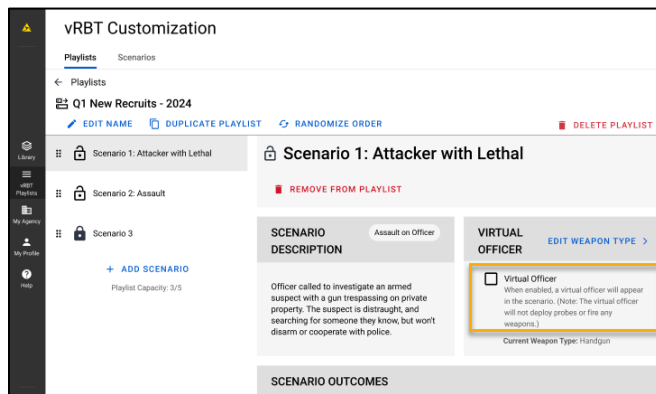 vRBT Customization
Playlists
Scenarios
Playlists
Q1 New Recruits - 2024
EDIT NAME
DUPLICATE PLAYLIST
RANDOMIZE ORDER
DELETE PLAYLIST
Library
vRBT
Playlists
My Agency
My Profile
Help
Scenario 1: Attacker with Lethal
Scenario 2: Assault
Scenario 3
+ ADD SCENARIO
Playlist Capacity: 3/5
Scenario 1: Attacker with Lethal
REMOVE FROM PLAYLIST
SCENARIO
DESCRIPTION
Assault on Officer
Officer called to investigate an armed
suspect with a gun trespassing on private
property. The suspect is distraught, and
searching for someone they know, but won't
disarm or cooperate with police.
VIRTUAL
OFFICER
EDIT WEAPON TYPE
Virtual Officer
When enabled, a virtual officer will appear
in the scenario. (Note: The virtual officer
will not deploy probes or fire any
weapons.)
Current Weapon Type: Handgun
SCENARIO OUTCOMES